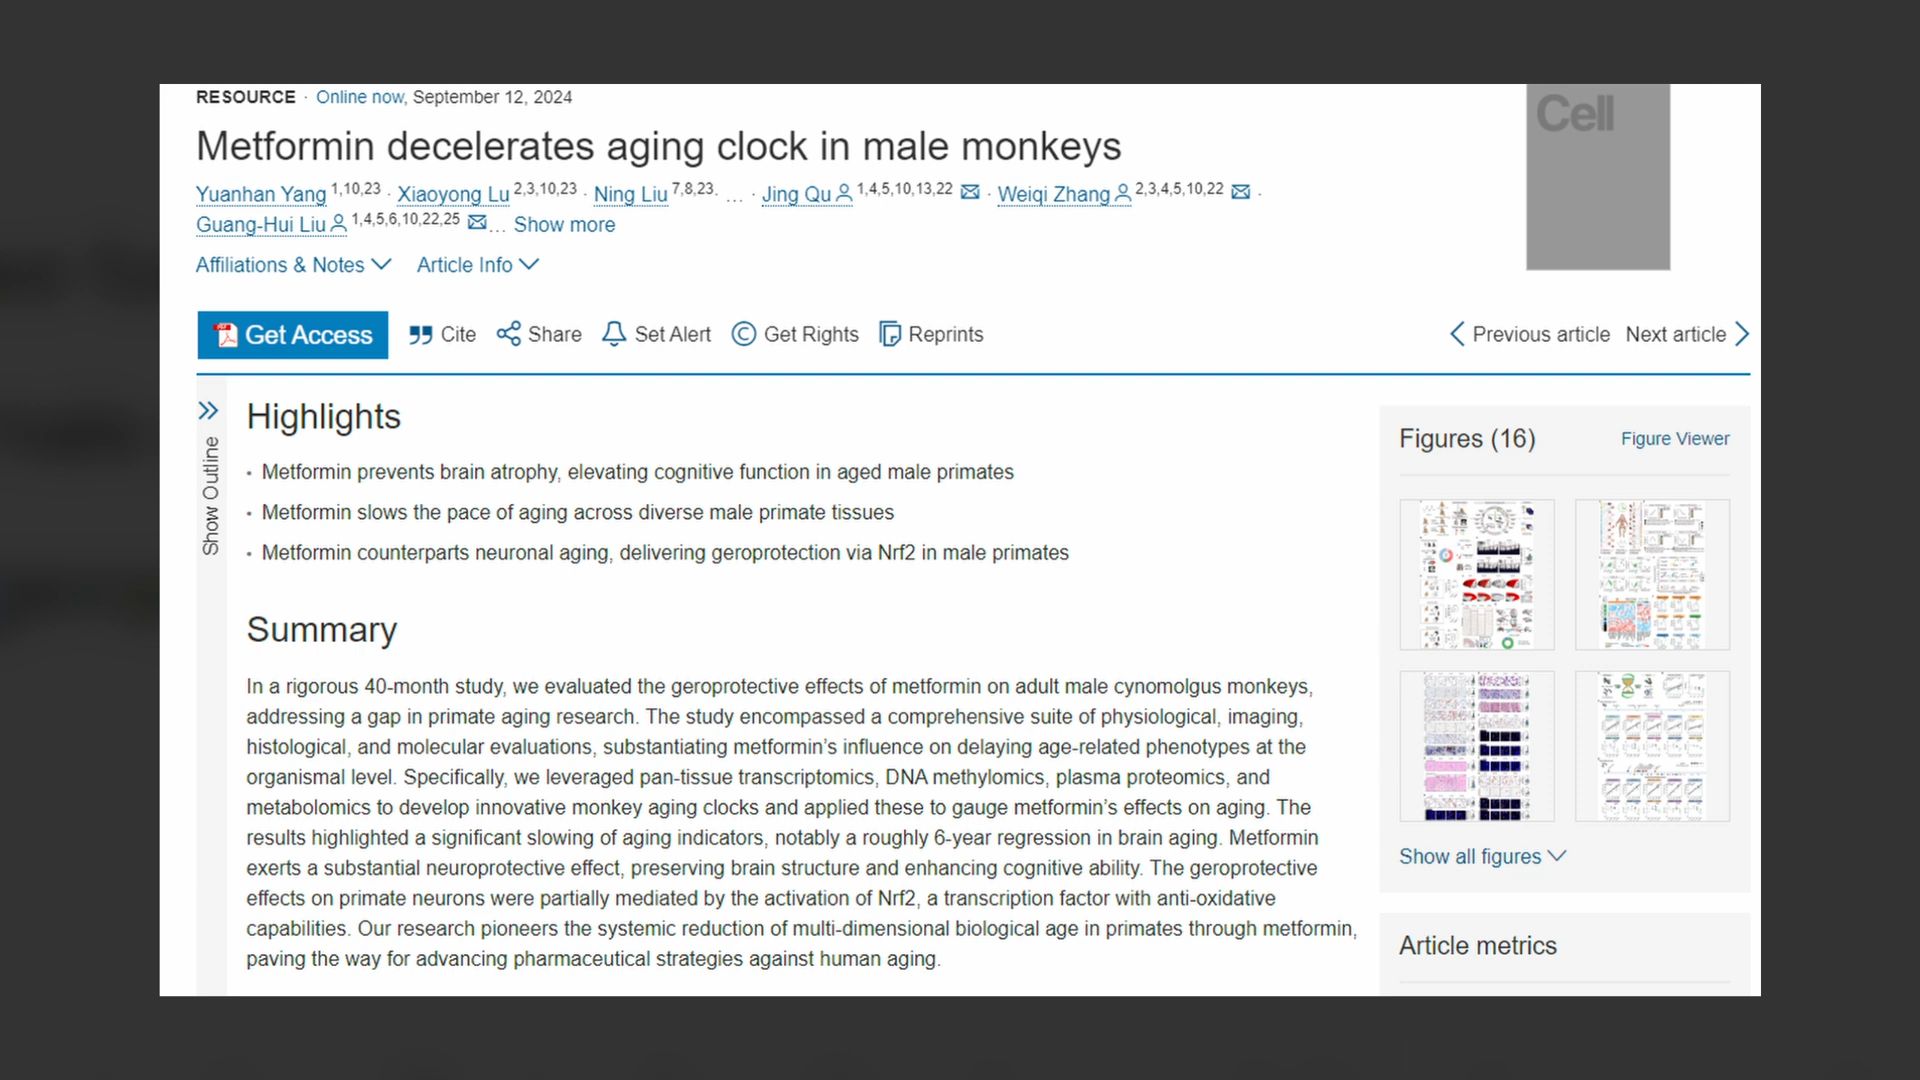 RESOURCE · Online now, September 12, 2024
Cell
Metformin decelerates aging clock in male monkeys
Yuanhan Yang 1,10,23 · Xiaoyong Lu 2,3,10,23 · Ning Liu 7,8,23. ... · Jing Qu 1,4,5,10,13,22 · Weiqi Zhang 2,3,4,5,10,22 ·
Guang-Hui Liu 1,4,5,6,10,22,25 ... Show more
Affiliations & Notes Article Info
Get Access Cite Share Set Alert Get Rights Reprints Previous article Next article
Show Outline
Highlights
• Metformin prevents brain atrophy, elevating cognitive function in aged male primates
• Metformin slows the pace of aging across diverse male primate tissues
• Metformin counterparts neuronal aging, delivering geroprotection via Nrf2 in male primates
Summary
In a rigorous 40-month study, we evaluated the geroprotective effects of metformin on adult male cynomolgus monkeys,
addressing a gap in primate aging research. The study encompassed a comprehensive suite of physiological, imaging,
histological, and molecular evaluations, substantiating metformin's influence on delaying age-related phenotypes at the
organismal level. Specifically, we leveraged pan-tissue transcriptomics, DNA methylomics, plasma proteomics, and
metabolomics to develop innovative monkey aging clocks and applied these to gauge metformin's effects on aging. The
results highlighted a significant slowing of aging indicators, notably a roughly 6-year regression in brain aging. Metformin
exerts a substantial neuroprotective effect, preserving brain structure and enhancing cognitive ability. The geroprotective
effects on primate neurons were partially mediated by the activation of Nrf2, a transcription factor with anti-oxidative
capabilities. Our research pioneers the systemic reduction of multi-dimensional biological age in primates through metformin,
paving the way for advancing pharmaceutical strategies against human aging.
Figures (16) Figure Viewer
Show all figures
Article metrics